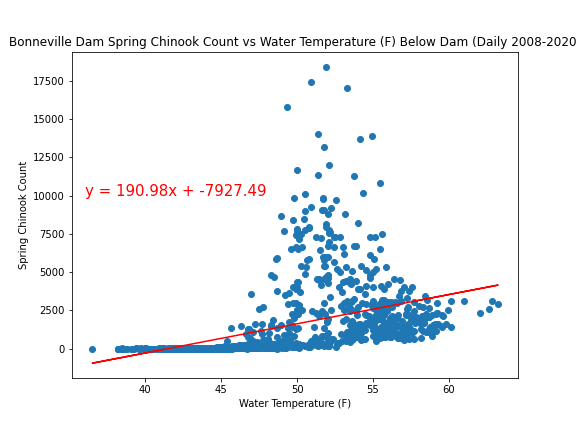 Bonneville Dam Spring Chinook Count vs Water Temperature (F) Below Dam (Daily 2008-2020
17500
15000
12500
10000
7500
5000
2500
0
Spring Chinook Count
y = 190.98x + -7927.49
40 45 50 55 60
Water Temperature (F)